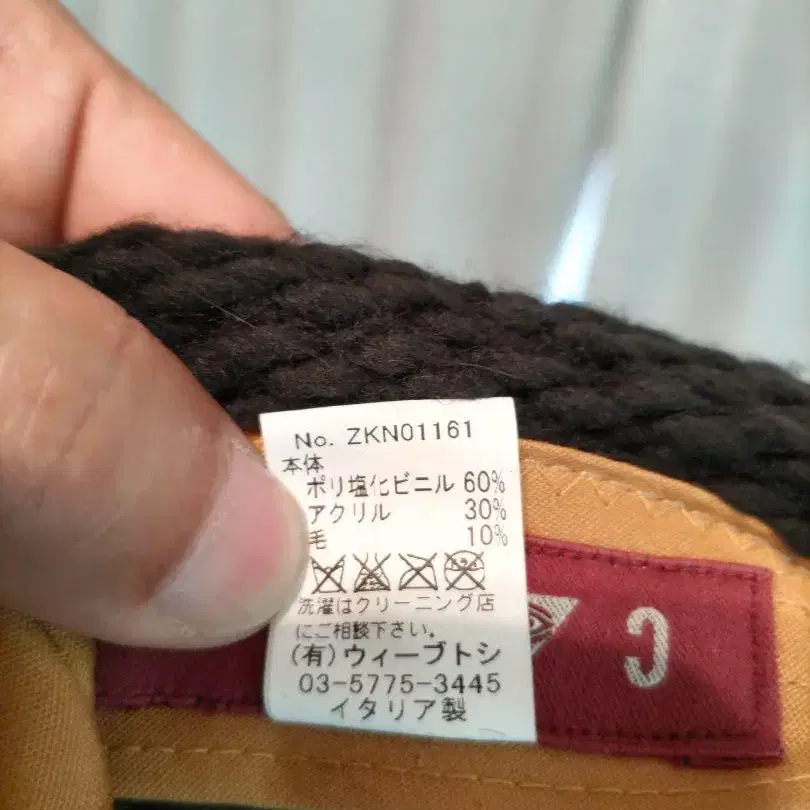 No. ZKN01161
本体
ポリ塩化ビニル 60%
アクリル 30%
毛 10%
洗濯はクリーニング店
にご相談下さい。
(有)ウィーブトシ
03-5775-3445
イタリア製
C